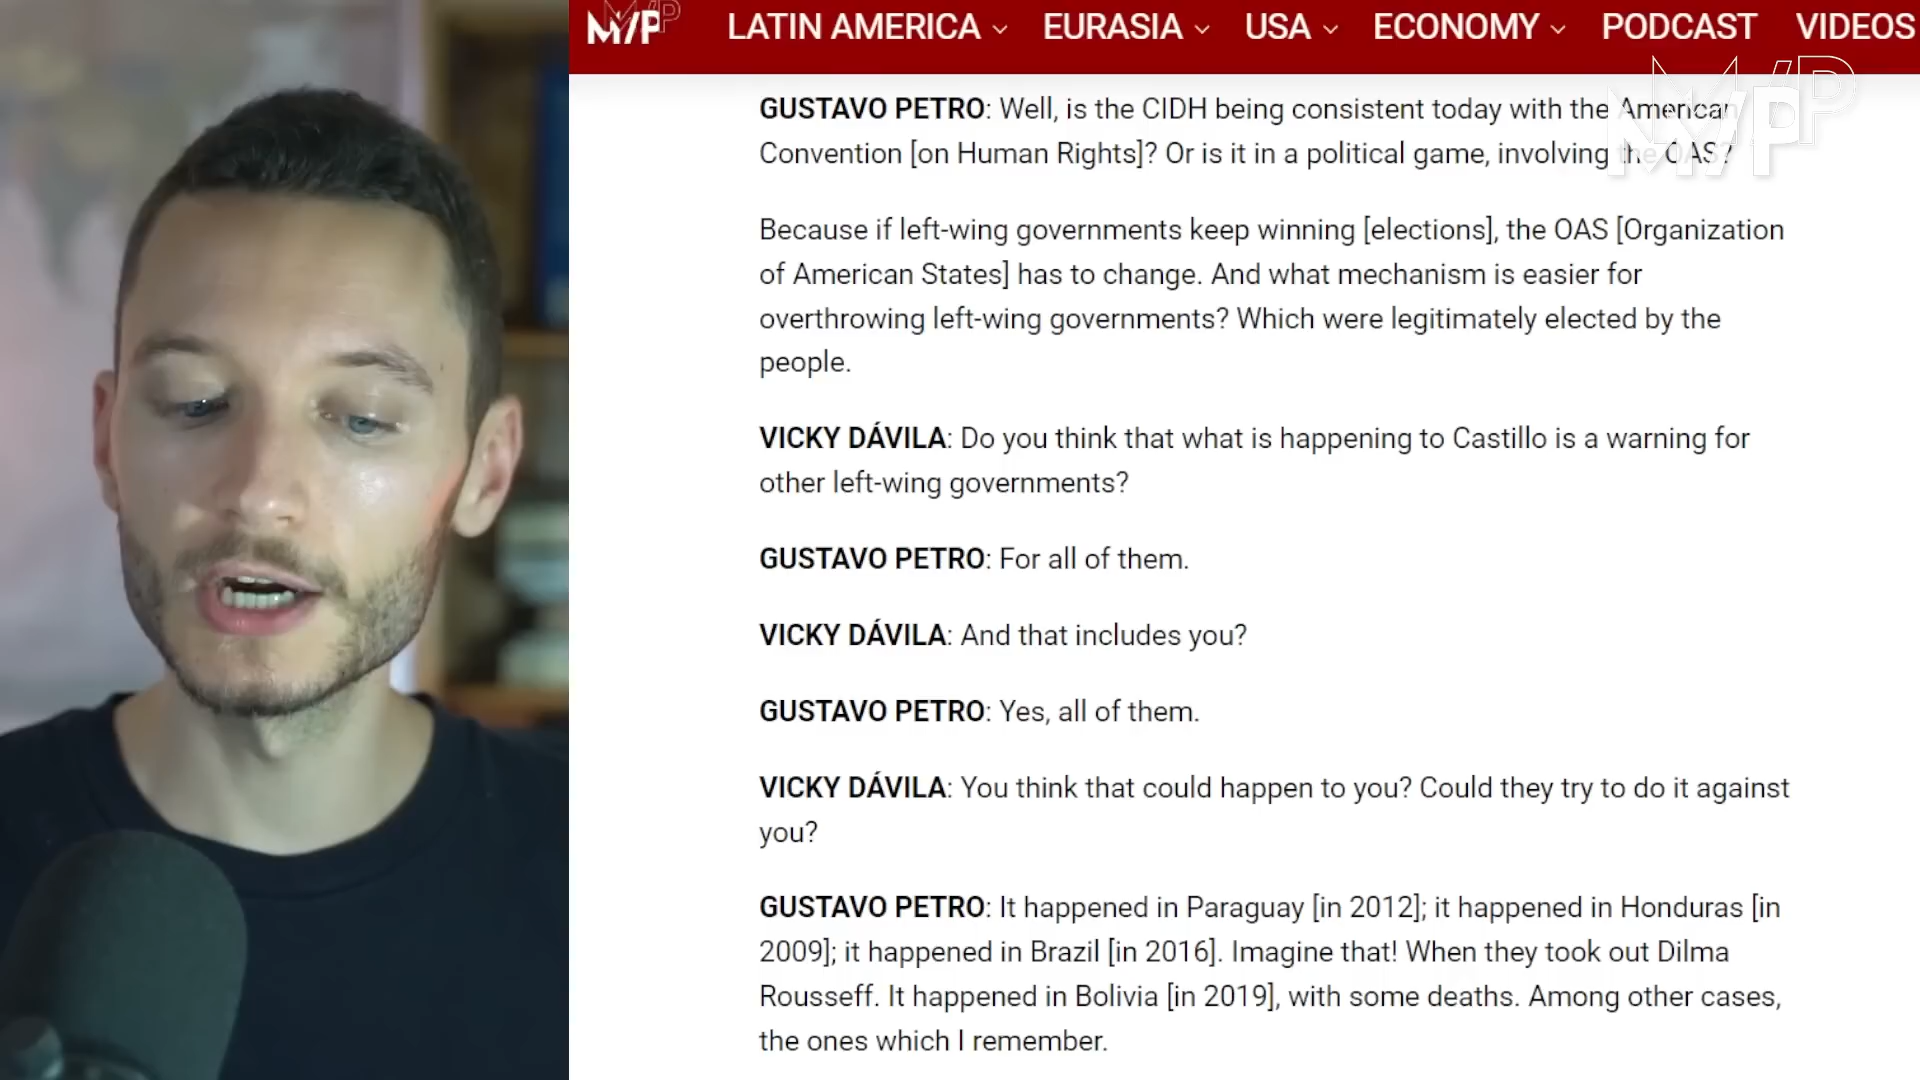 M/P LATIN AMERICA EURASIA USA ECONOMY PODCAST VIDEOS
M/P
GUSTAVO PETRO: Well, is the CIDH being consistent today with the American
Convention [on Human Rights]? Or is it in a political game, involving the OAS?
Because if left-wing governments keep winning [elections], the OAS [Organization
of American States] has to change. And what mechanism is easier for
overthrowing left-wing governments? Which were legitimately elected by the
people.
VICKY DÁVILA: Do you think that what is happening to Castillo is a warning for
other left-wing governments?
GUSTAVO PETRO: For all of them.
VICKY DÁVILA: And that includes you?
GUSTAVO PETRO: Yes, all of them.
VICKY DÁVILA: You think that could happen to you? Could they try to do it against
you?
GUSTAVO PETRO: It happened in Paraguay [in 2012]; it happened in Honduras [in
2009]; it happened in Brazil [in 2016]. Imagine that! When they took out Dilma
Rousseff. It happened in Bolivia [in 2019], with some deaths. Among other cases,
the ones which I remember.